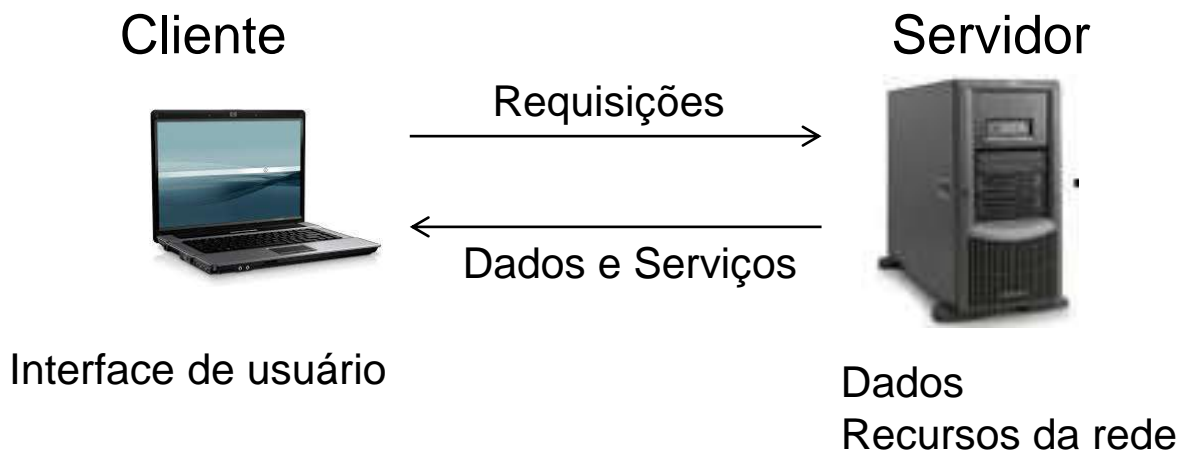 Cliente
Servidor
Requisições
Dados e Serviços
Interface de usuário
Dados
Recursos da rede